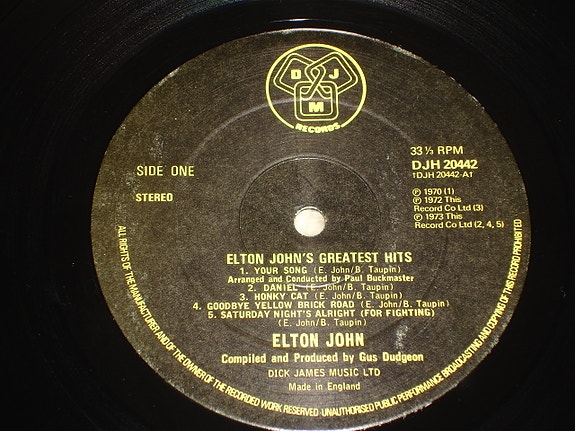 D J
M
RECORDS
SIDE ONE
STEREO
33 ⅓ RPM
DJH 20442
†DJH 20442-A†
℗ 1970 (1)
℗ 1972 This
Record Co Ltd (3)
℗ 1973 This
Record Co Ltd (2, 4, 5)
ELTON JOHN'S GREATEST HITS
1. YOUR SONG (E. John/B. Taupin)
Arranged and Conducted by Paul Buckmaster
2. DANIEL (E. John/B. Taupin)
3. HONKY CAT (E. John/B. Taupin)
4. GOODBYE YELLOW BRICK ROAD (E. John/B. Taupin)
5. SATURDAY NIGHT'S ALRIGHT (FOR FIGHTING)
(E. John/B. Taupin)
ELTON JOHN
Compiled and Produced by Gus Dudgeon
DICK JAMES MUSIC LTD
Made in England
ALL RIGHTS OF THE MANUFACTURER AND OF THE OWNER OF THE RECORDED WORK RESERVED·UNAUTHORISED PUBLIC PERFORMANCE BROADCASTING AND COPYING OF THIS RECORD PROHIBITED